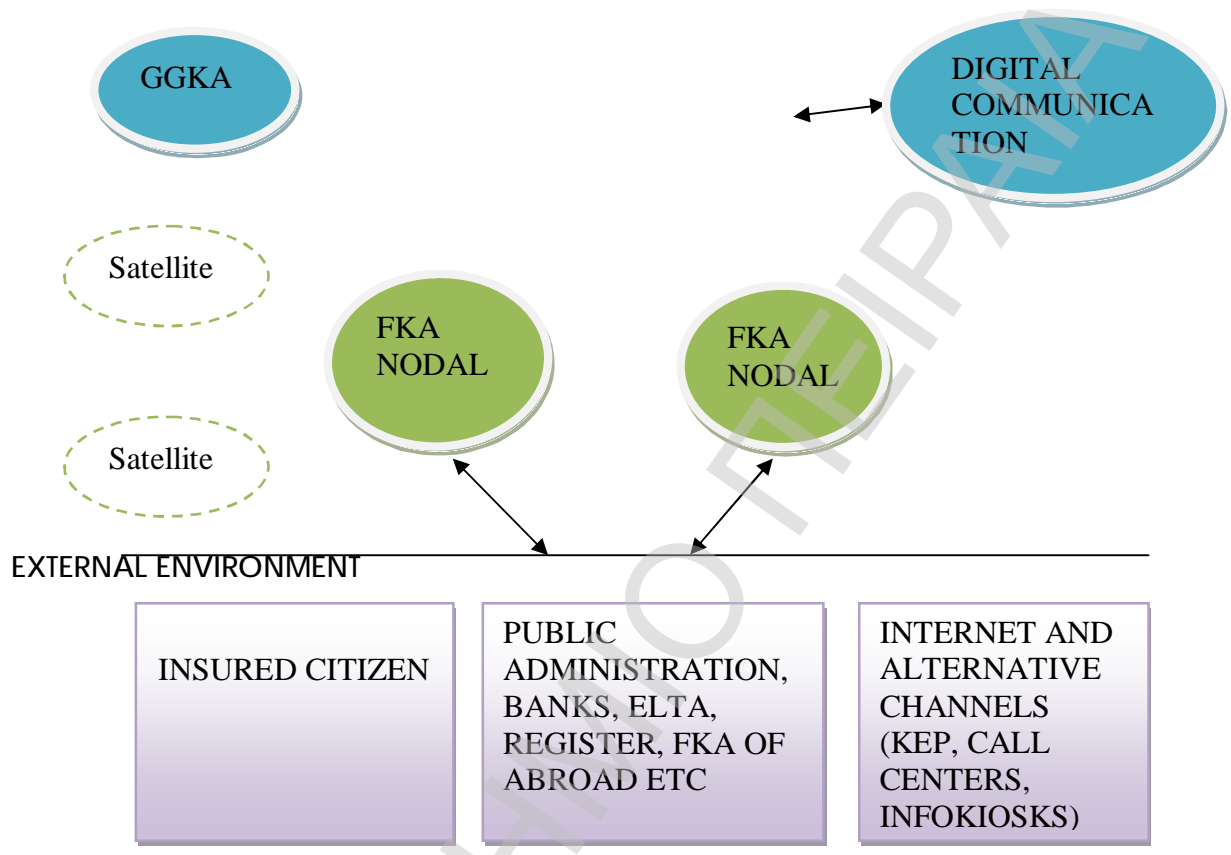 GGKA
DIGITAL
COMMUNICA
TION
Satellite
FKA
NODAL
FKA
NODAL
Satellite
EXTERNAL ENVIRONMENT
INSURED CITIZEN
PUBLIC
ADMINISTRATION,
BANKS, ELTA,
REGISTER, FKA OF
ABROAD ETC
INTERNET AND
ALTERNATIVE
CHANNELS
(KEP, CALL
CENTERS,
INFOKIOSKS)
ΠΕΙΡΑΙΑ